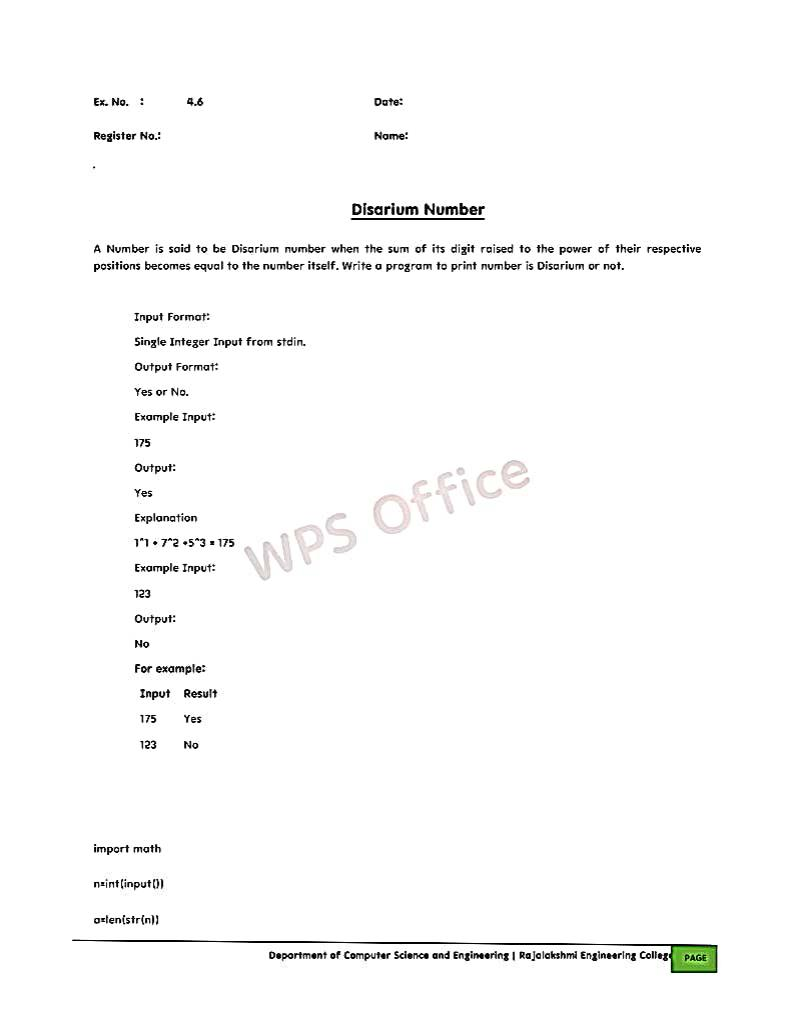 Ex. No. : 4.6 Date:
Register No.: Name:
.
Disarium Number
A Number is said to be Disarium number when the sum of its digit raised to the power of their respective
positions becomes equal to the number itself. Write a program to print number is Disarium or not.
Input Format:
Single Integer Input from stdin.
Output Format:
Yes or No.
Example Input:
175
Output:
Yes
Explanation
1^1 + 7^2 +5^3 = 175
Example Input:
123
Output:
No
For example:
Input Result
175 Yes
123 No
WPS Office
import math
n=int(input())
a=len(str(n))
Department of Computer Science and Engineering | Rajalakshmi Engineering College PAGE